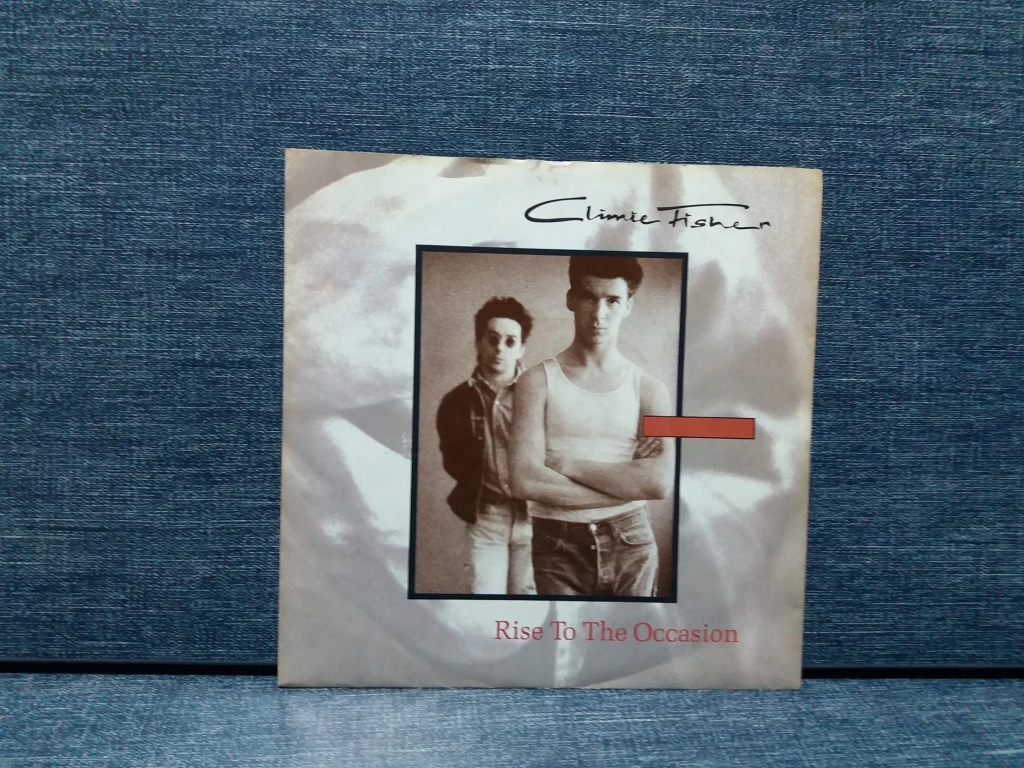 Climie Fisher
Rise To The Occasion